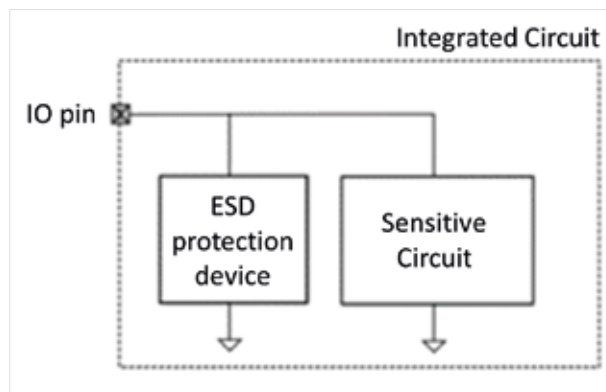 Integrated Circuit
IO pin
ESD
protection
device
Sensitive
Circuit